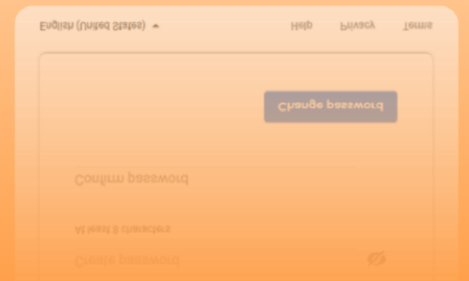 Create password
At least 8 characters
Confirm password
Change password
English (United States) Help Privacy Terms